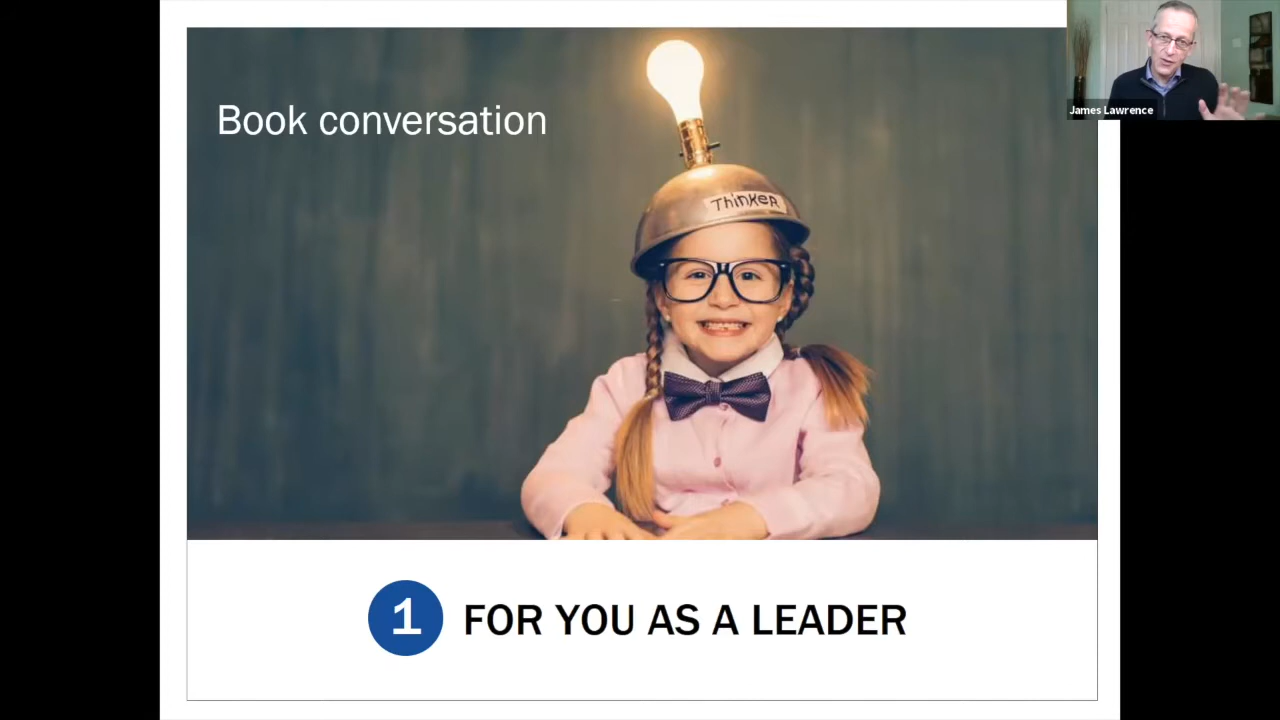 Book conversation
James Lawrence
Thinker
1 FOR YOU AS A LEADER